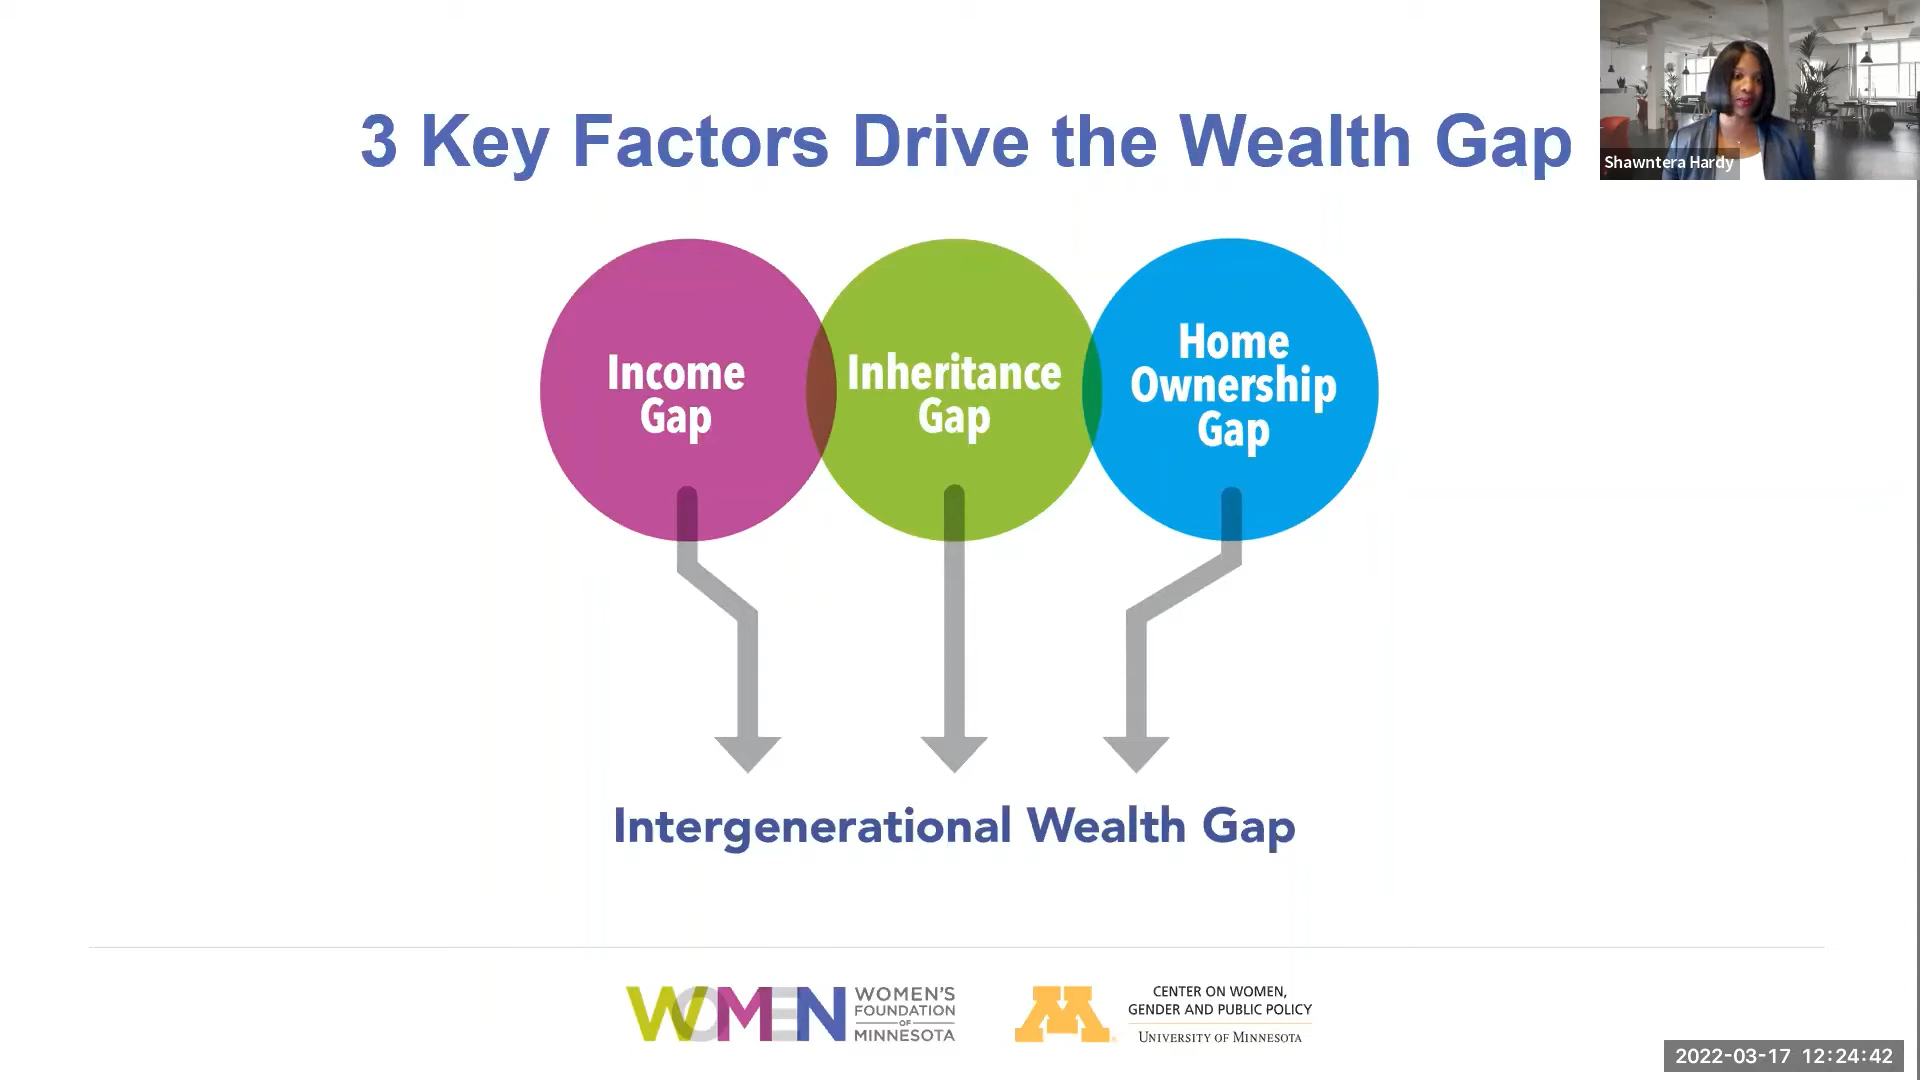 3 Key Factors Drive the Wealth Gap
Shawntera Hardy
Income
Gap
Inheritance
Gap
Home
Ownership
Gap
Intergenerational Wealth Gap
WOMEN
WOMEN'S
FOUNDATION
OF
MINNESOTA
M
CENTER ON WOMEN,
GENDER AND PUBLIC POLICY
UNIVERSITY OF MINNESOTA
2022-03-17 12:24:42